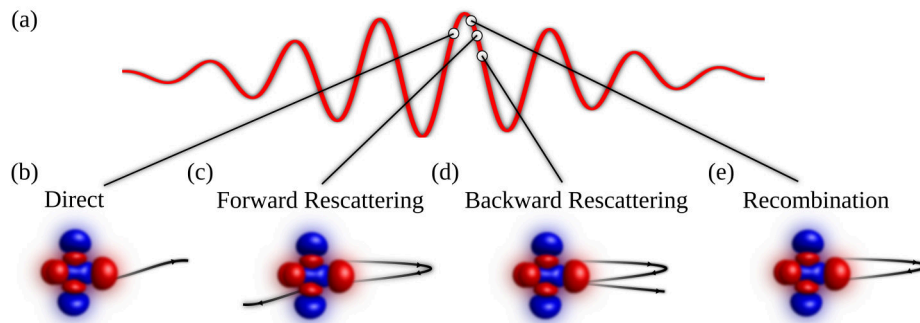 (a)
(b)
Direct
(c)
Forward Rescattering
(d)
Backward Rescattering
(e)
Recombination